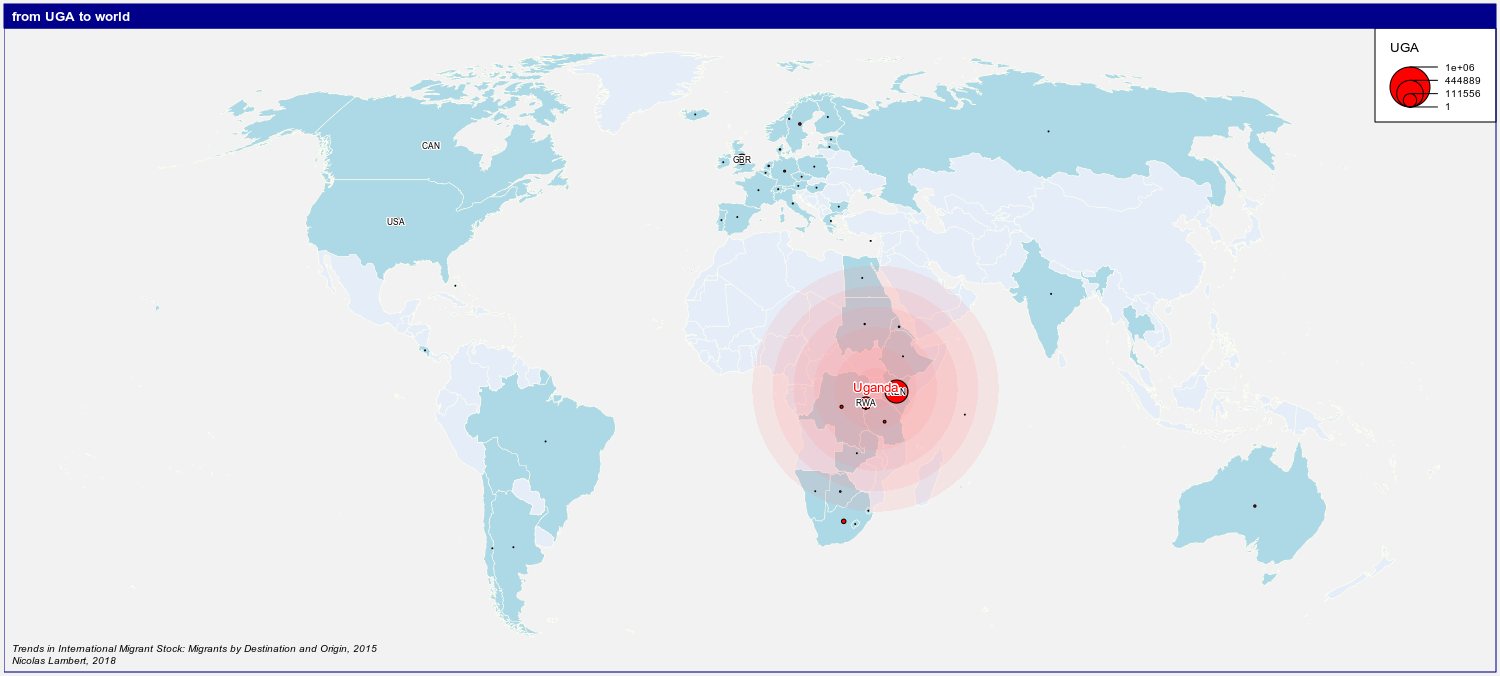 from UGA to world
UGA
1e+06
444889
111556
1
CAN
GBR
USA
Uganda
KEN
RWA
Trends in International Migrant Stock: Migrants by Destination and Origin, 2015
Nicolas Lambert, 2018